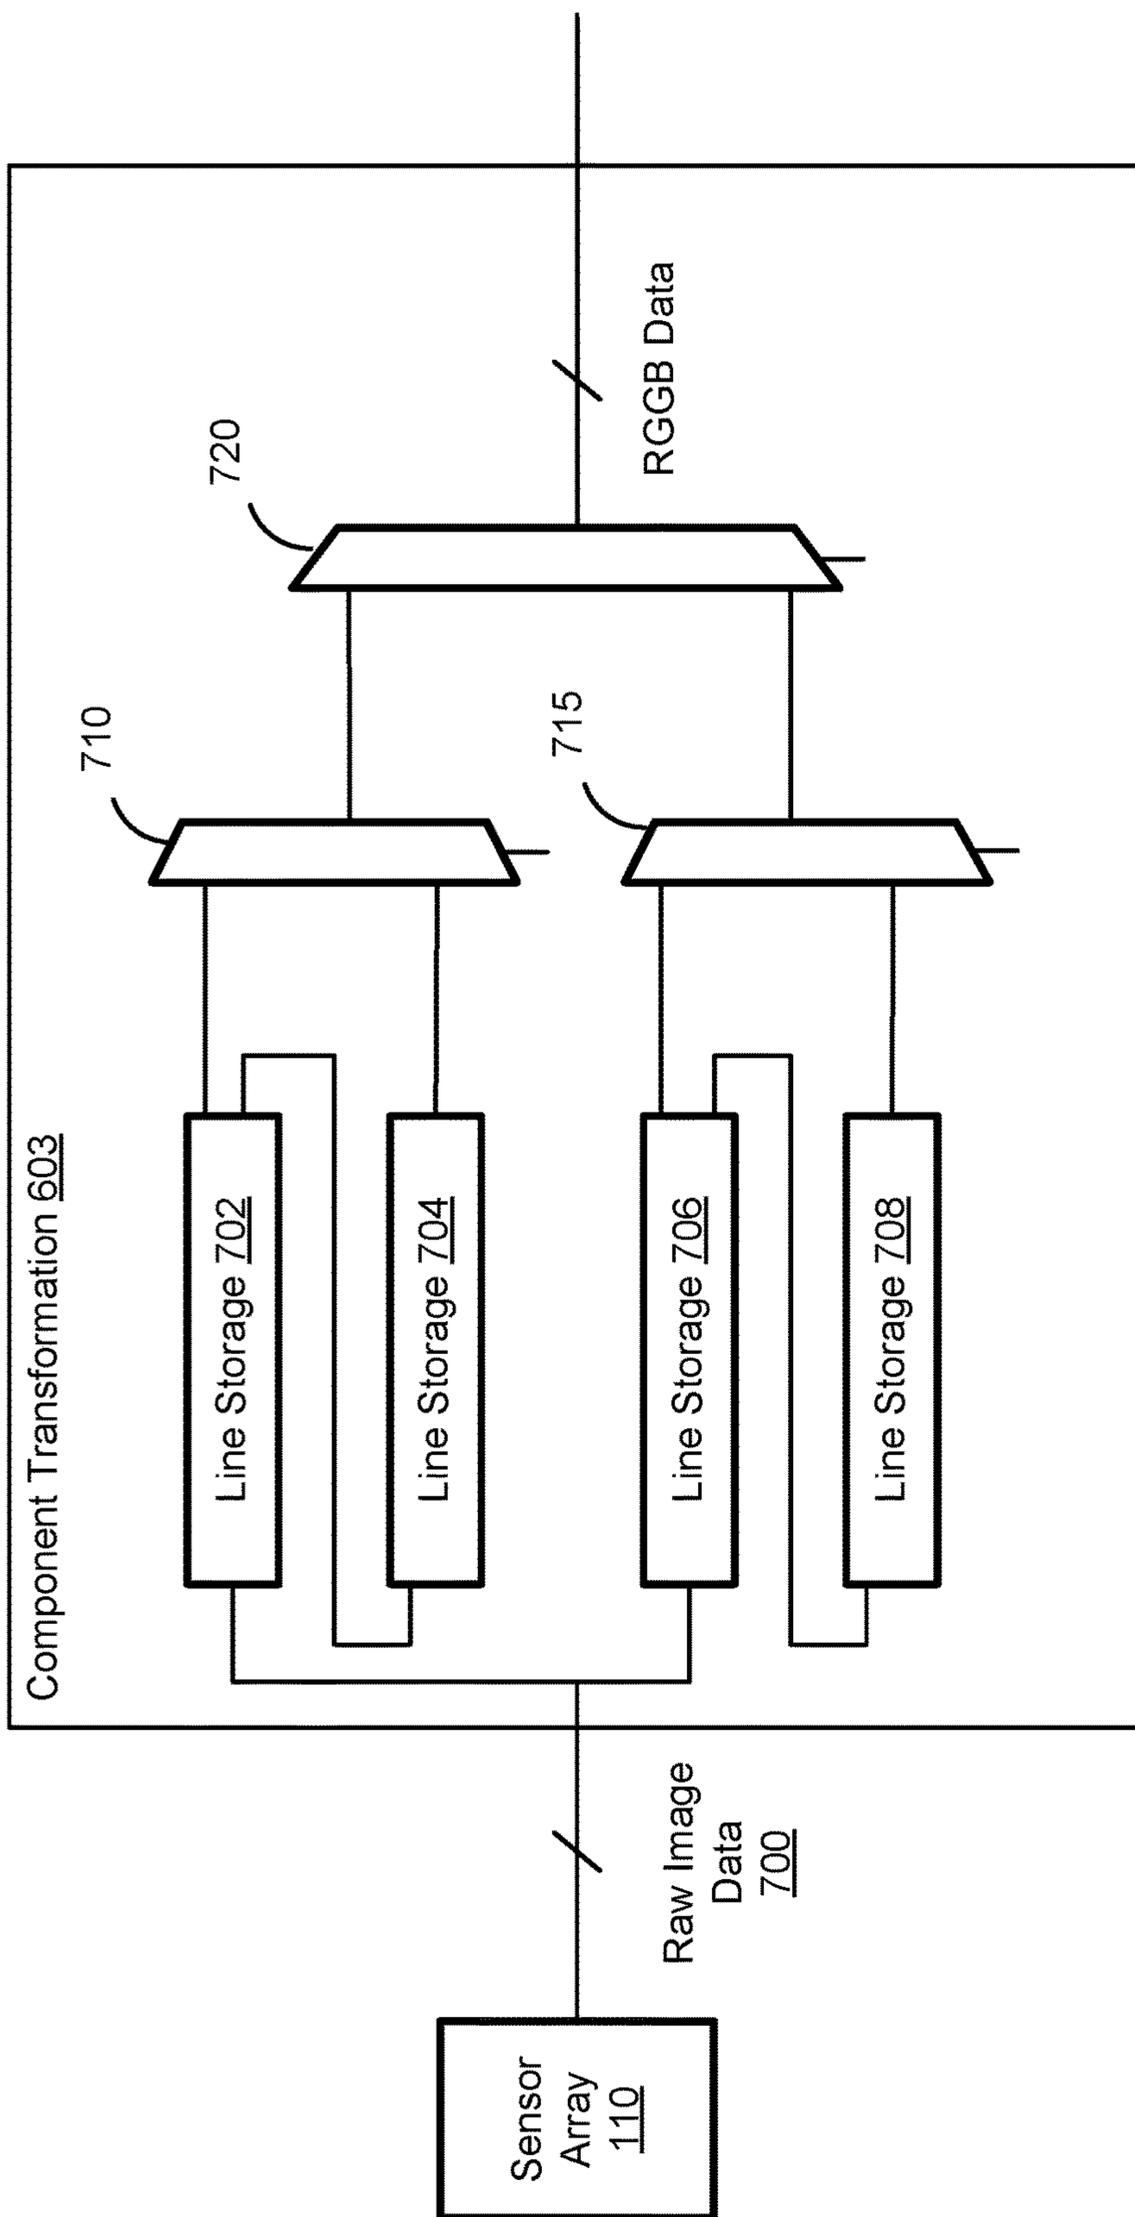 Component Transformation 603
Sensor
Array
110
Raw Image
Data
700
Line Storage 702
Line Storage 704
Line Storage 706
Line Storage 708
710
715
720
RGGB Data